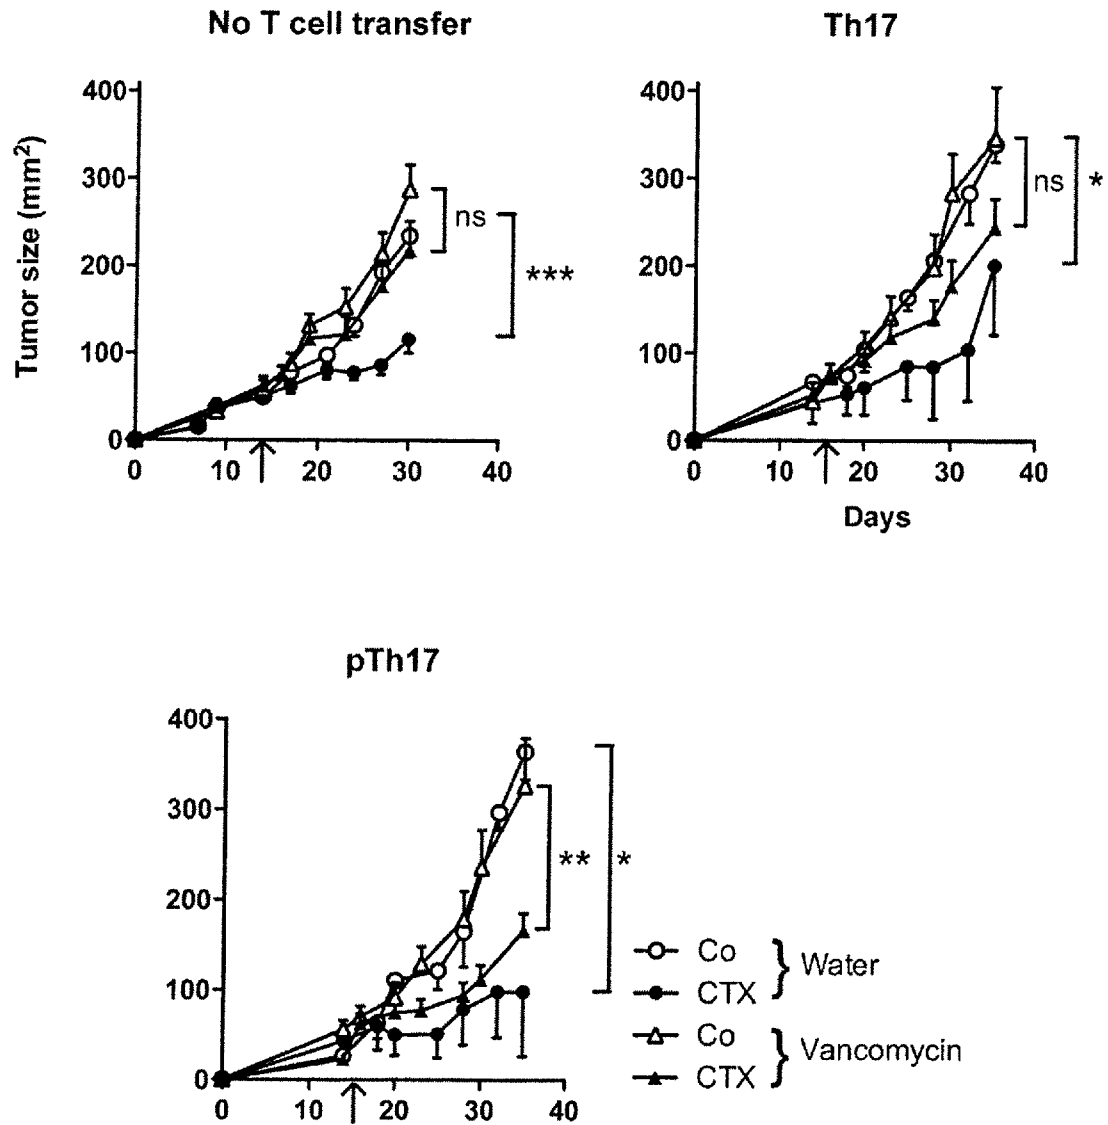 No T cell transfer
Tumor size (mm²)
400
300
200
100
0
0 10 20 30 40
ns
***
Th17
400
300
200
100
0
0 10 20 30 40
ns
*
Days
pTh17
400
300
200
100
0
0 10 20 30 40
** *
Co
CTX
} Water
Co
CTX
} Vancomycin